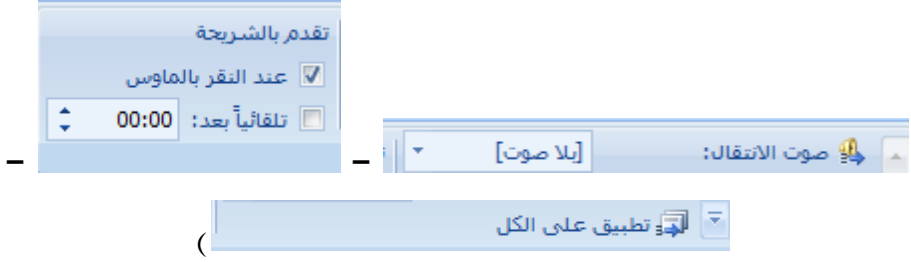 تقدم بالشريحة
عند النقر بالماوس
تلقائياً بعد: 00:00
– –
صوت الانتقال: [بلا صوت]
تطبيق على الكل
)